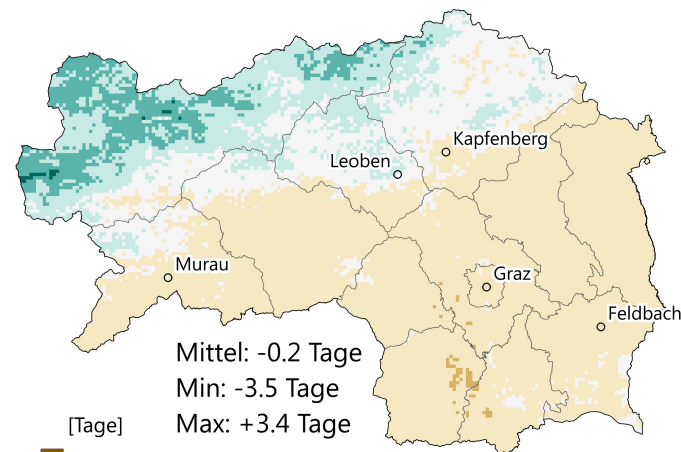 Kapfenberg
Leoben
Murau
Graz
Feldbach
Mittel: -0.2 Tage
Min: -3.5 Tage
Max: +3.4 Tage
[Tage]